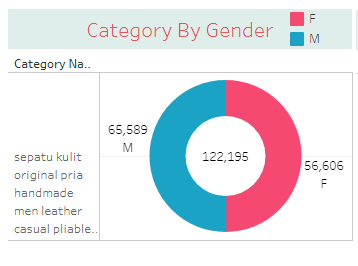 Category By Gender
F
M
Category Na..
65,589
M
122,195
56,606
F
sepatu kulit
original pria
handmade
men leather
casual pliable..